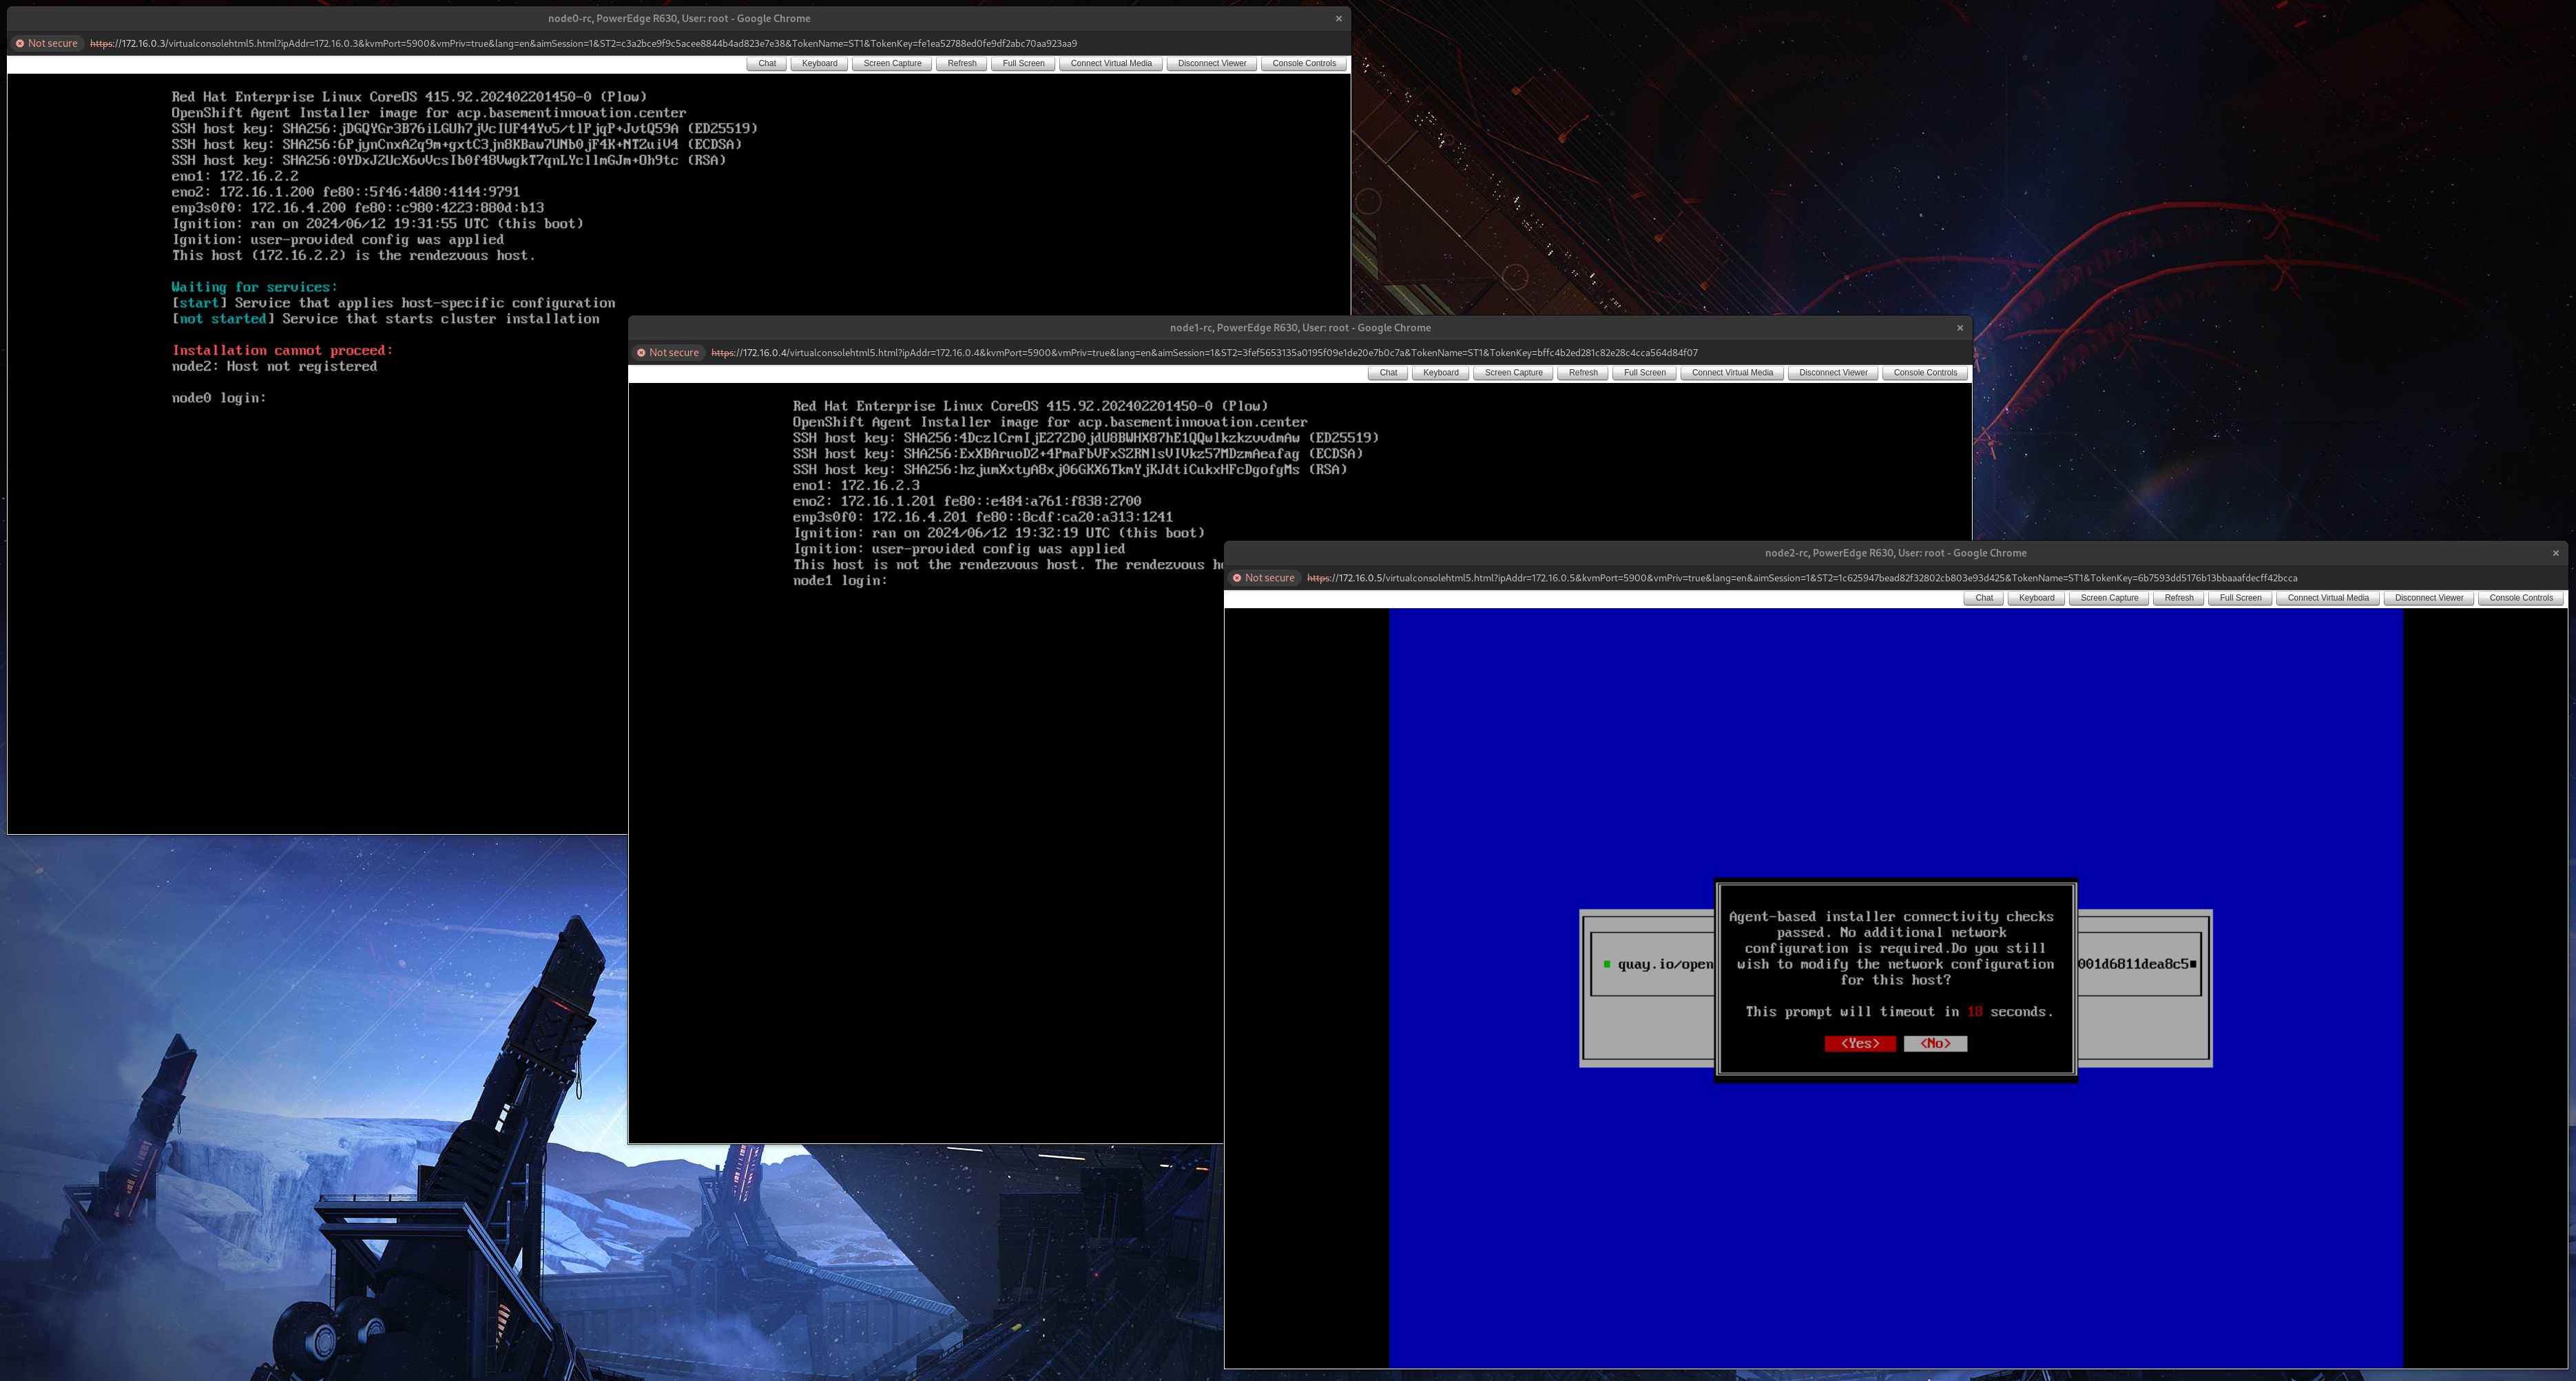 node0-rc, PowerEdge R630, User: root - Google Chrome
Not secure https://172.16.0.3/virtualconsolehtml5.html?ipAddr=172.16.0.3&kvmPort=5900&vmPriv=true&lang=en&aimSession=1&ST2=c3a2bce9f9c5acee8844b4ad823e7e38&TokenName=ST1&TokenKey=fe1ea52788ed0fe9df2abc70aa923aa9
Chat Keyboard Screen Capture Refresh Full Screen Connect Virtual Media Disconnect Viewer Console Controls
Red Hat Enterprise Linux CoreOS 415.92.202402201450-0 (Plow)
OpenShift Agent Installer image for acp.basementinnovation.center
SSH host key: SHA256:jDGQYGr3B76iLGUh7jVcIUF44Yv5/tlPjqP+JvtQ59A (ED25519)
SSH host key: SHA256:6PjynCnxA2q9m+gxtC3jn8KBaw7UNb0jF4K+NT2uiV4 (ECDSA)
SSH host key: SHA256:0YDxJ2UcX6vVcsIb0f48VwgkT7qnLYcllmGJm+Oh9tc (RSA)
eno1: 172.16.2.2
eno2: 172.16.1.200 fe80::5f46:4d80:4144:9791
enp3s0f0: 172.16.4.200 fe80::c980:4223:880d:b13
Ignition: ran on 2024/06/12 19:31:55 UTC (this boot)
Ignition: user-provided config was applied
This host (172.16.2.2) is the rendezvous host.
Waiting for services:
[start] Service that applies host-specific configuration
[not started] Service that starts cluster installation
Installation cannot proceed:
node2: Host not registered
node0 login:
node1-rc, PowerEdge R630, User: root - Google Chrome
Not secure https://172.16.0.4/virtualconsolehtml5.html?ipAddr=172.16.0.4&kvmPort=5900&vmPriv=true&lang=en&aimSession=1&ST2=3fef5653135a0195f09e1de20e7b0c7a&TokenName=ST1&TokenKey=bffc4b2ed281c82e28c4cca564d84f07
Chat Keyboard Screen Capture Refresh Full Screen Connect Virtual Media Disconnect Viewer Console Controls
Red Hat Enterprise Linux CoreOS 415.92.202402201450-0 (Plow)
OpenShift Agent Installer image for acp.basementinnovation.center
SSH host key: SHA256:4DczlCrmIjE272D0jdU8BWHX87hE1QQwlkzkzvvdmAw (ED25519)
SSH host key: SHA256:ExXBAruoDZ+4PmaFbVFxSZRNlsVIVkz57MDzmAeafag (ECDSA)
SSH host key: SHA256:hzjumXxtyA8xj06GKX6TkmYjKJdtiCukxHFcDgofgMs (RSA)
eno1: 172.16.2.3
eno2: 172.16.1.201 fe80::e484:a761:f838:2700
enp3s0f0: 172.16.4.201 fe80::8cdf:ca20:a313:1241
Ignition: ran on 2024/06/12 19:32:19 UTC (this boot)
Ignition: user-provided config was applied
This host is not the rendezvous host. The rendezvous
node1 login:
node2-rc, PowerEdge R630, User: root - Google Chrome
Not secure https://172.16.0.5/virtualconsolehtml5.html?ipAddr=172.16.0.5&kvmPort=5900&vmPriv=true&lang=en&aimSession=1&ST2=1c625947bead82f32802cb803e93d425&TokenName=ST1&TokenKey=6b7593dd5176b13bbaaafdecff42bcca
Chat Keyboard Screen Capture Refresh Full Screen Connect Virtual Media Disconnect Viewer Console Controls
Agent-based installer connectivity checks
passed. No additional network
configuration is required.Do you still
wish to modify the network configuration
for this host?
quay.io/open
001d6811dea8c5
This prompt will timeout in 18 seconds.
<Yes> <No>